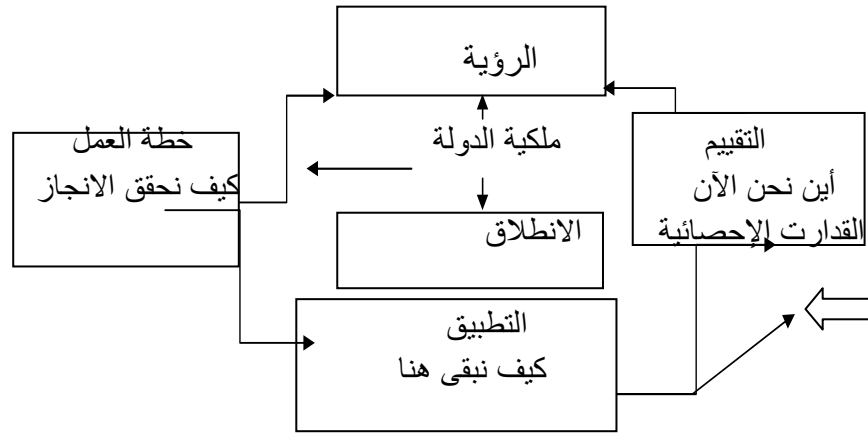 الرؤية
ملكية الدولة
التقييم
أين نحن الآن
القدارت الإحصائية
خطة العمل
كيف نحقق الانجاز
الانطلاق
التطبيق
كيف نبقى هنا